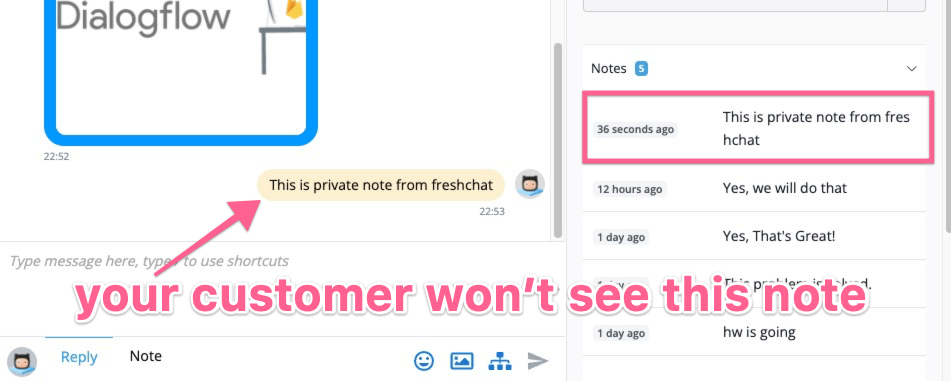 Dialogflow
22:52
This is private note from freshchat
22:53
Type message here, type / to use shortcuts
Reply
Note
Notes 5
36 seconds ago
This is private note from fres
hchat
12 hours ago
Yes, we will do that
1 day ago
Yes, That's Great!
This problem is solved.
1 day ago
hw is going
your customer won't see this note